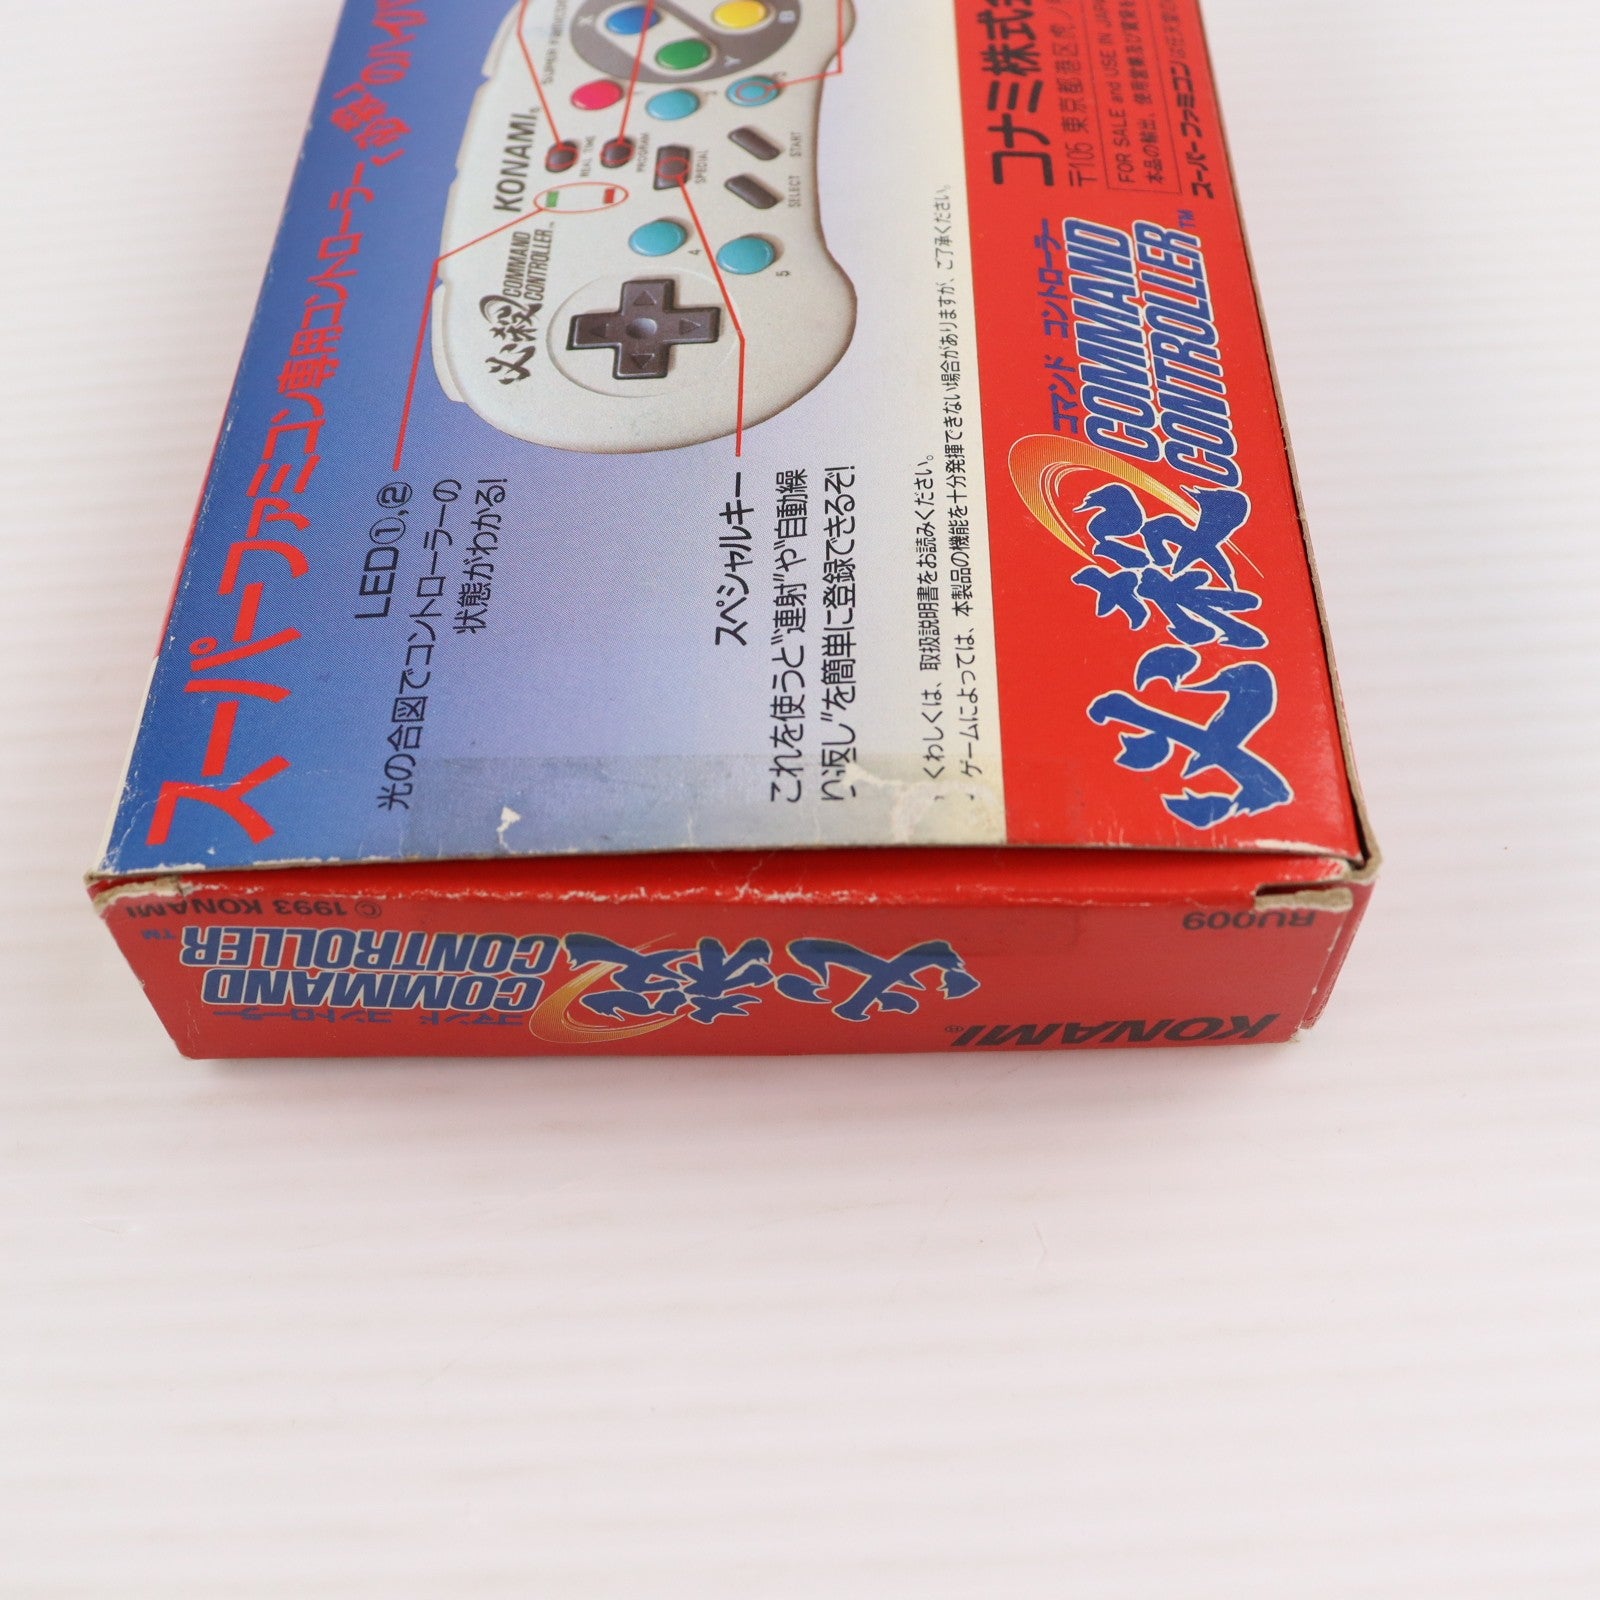 スーパーファミコン専用コントローラー
LED①,②
光の合図でコントローラーの
状態がわかる!
KONAMI®
必殺 COMMAND
CONTROLLER™
X
Y
B
4
5
REAL TIME
PROGRAM
SPECIAL
SELECT
START
スペシャルキー
これを使うと"連射"や"自動繰
り返し"を簡単に登録できるぞ!
くわしくは、取扱説明書をお読みください。
ゲームによっては、本製品の機能を十分発揮できない場合がありますが、ご了承ください。
コナミ株式
〒105 東京都港区虎ノ
FOR SALE and USE IN JAPA
スーパーファミコン
コマンド コントローラー
必殺 COMMAND
CONTROLLER™
© 1993 KONAMI
RU009
コマンド コントローラー
必殺 COMMAND
CONTROLLER™
KONAMI®